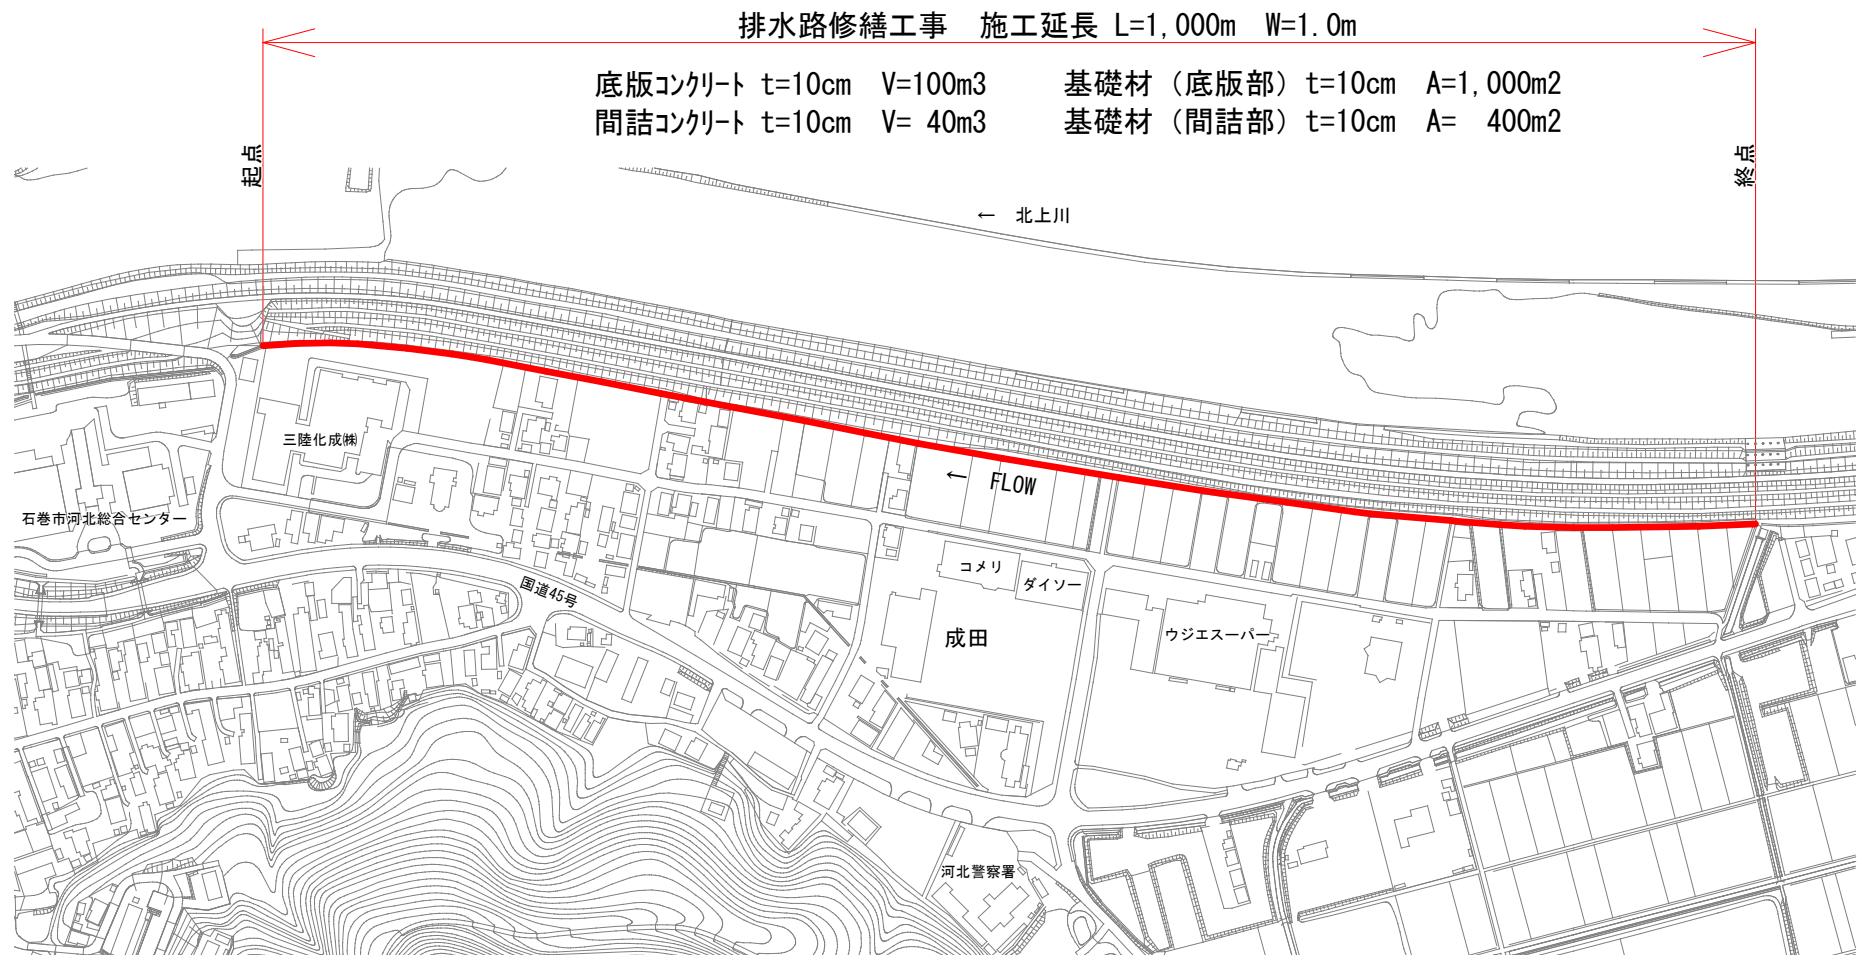 排水路修繕工事　施工延長 L=1,000m　W=1.0m
底版ｺﾝｸﾘｰﾄ t=10cm　V=100m3　　基礎材（底版部）t=10cm　A=1,000m2
間詰ｺﾝｸﾘｰﾄ t=10cm　V= 40m3　　基礎材（間詰部）t=10cm　A=　400m2
起点
終点
←　北上川
三陸化成㈱
← FLOW
石巻市河北総合センター
国道45号
コメリ
ダイソー
成田
ウジエスーパー
河北警察署